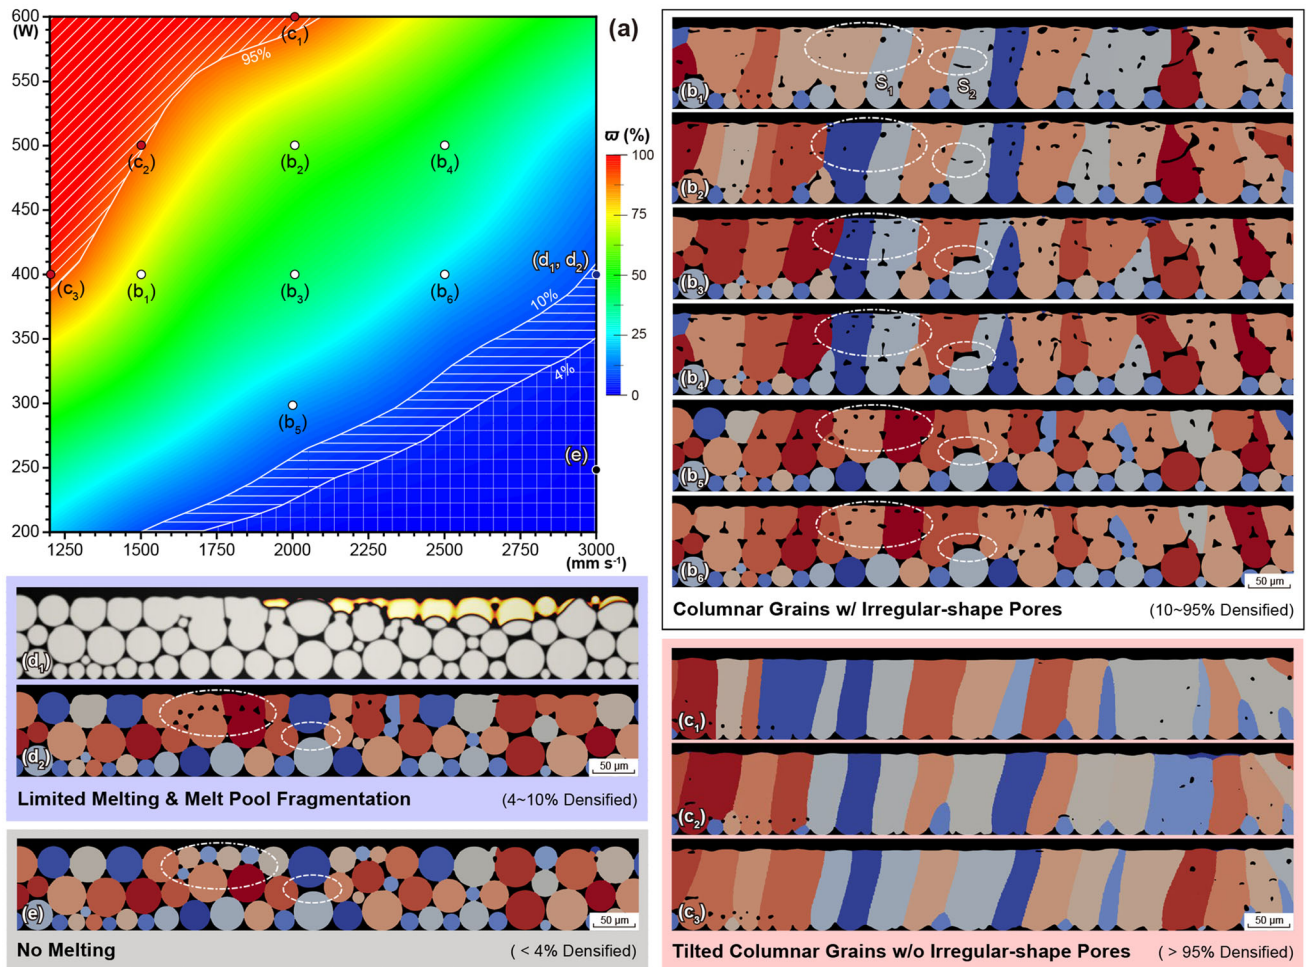 600
(W)
550
500
450
400
350
300
250
200
1250
1500
1750
2000
2250
2500
2750
3000
(mm s⁻¹)
(a)
95%
10%
4%
(c₁)
(c₂)
(c₃)
(b₁)
(b₂)
(b₃)
(b₄)
(b₅)
(b₆)
(d₁, d₂)
(e)
ϖ (%)
100
75
50
25
0
(b₁)
S₁
S₂
(b₂)
(b₃)
(b₄)
(b₅)
(b₆)
50 μm
Columnar Grains w/ Irregular-shape Pores (10~95% Densified)
(d₁)
(d₂)
50 μm
Limited Melting & Melt Pool Fragmentation (4~10% Densified)
(e)
50 μm
No Melting ( < 4% Densified)
(c₁)
(c₂)
(c₃)
50 μm
Tilted Columnar Grains w/o Irregular-shape Pores ( > 95% Densified)